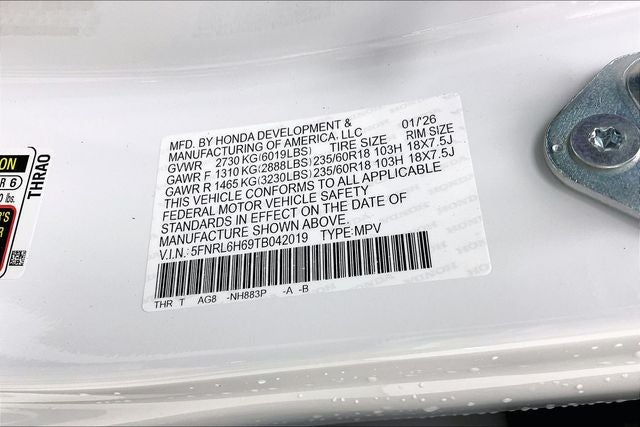 MFD. BY HONDA DEVELOPMENT &
MANUFACTURING OF AMERICA, LLC 01/'26
GVWR 2730 KG(6019LBS) TIRE SIZE RIM SIZE
GAWR F 1310 KG(2888LBS) 235/60R18 103H 18X7.5J
GAWR R 1465 KG(3230LBS) 235/60R18 103H 18X7.5J
THIS VEHICLE CONFORMS TO ALL APPLICABLE
FEDERAL MOTOR VEHICLE SAFETY
STANDARDS IN EFFECT ON THE DATE OF
MANUFACTURE SHOWN ABOVE.
V.I.N.: 5FNRL6H69TB042019 TYPE:MPV
THR T AG8 -NH883P -A -B
THRA0
R 6
lbs.